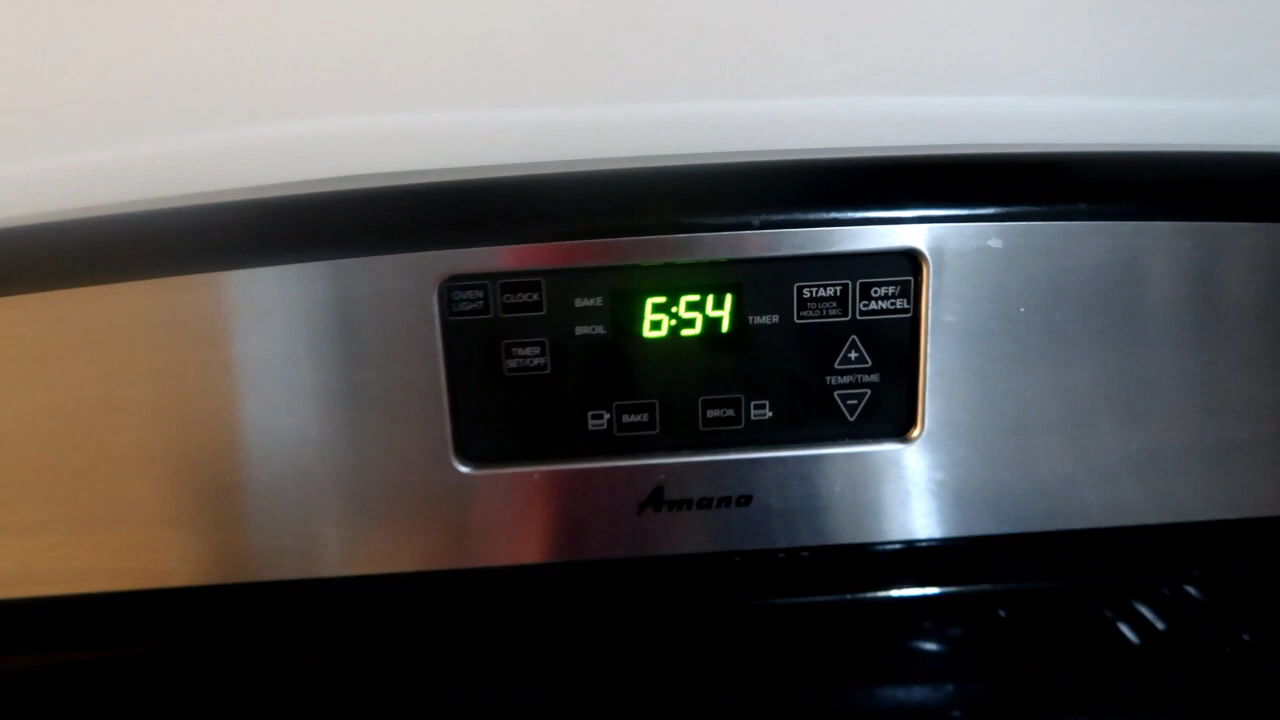 OVEN
LIGHT
CLOCK
BAKE
BROIL
6:54
TIMER
START
TO LOCK
HOLD 3 SEC
OFF/
CANCEL
TIMER
SET/OFF
+
TEMP/TIME
-
BAKE
BROIL
Amana